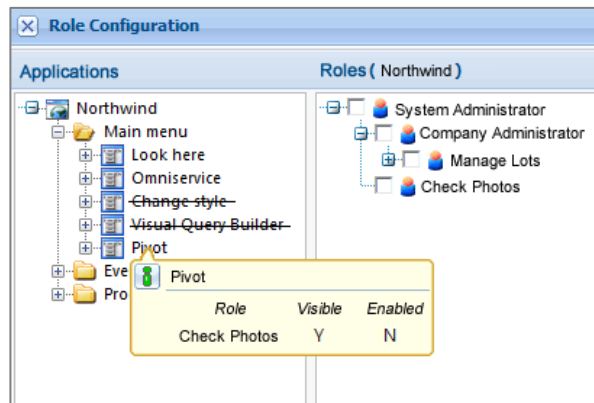 Role Configuration
Applications
Roles ( Northwind )
Northwind
Main menu
Look here
Omniservice
Change style
Visual Query Builder
Pivot
Eve
Pro
System Administrator
Company Administrator
Manage Lots
Check Photos
Pivot
Role Visible Enabled
Check Photos Y N